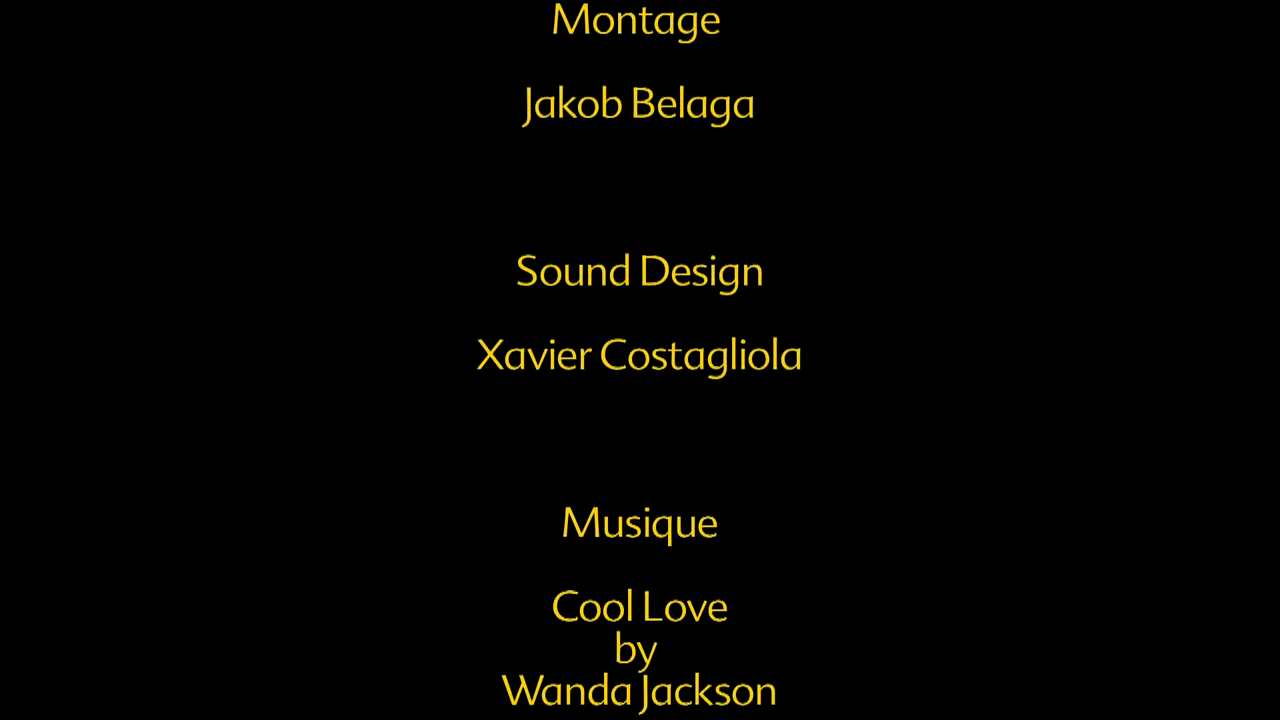 Montage
Jakob Belaga
Sound Design
Xavier Costagliola
Musique
Cool Love
by
Wanda Jackson